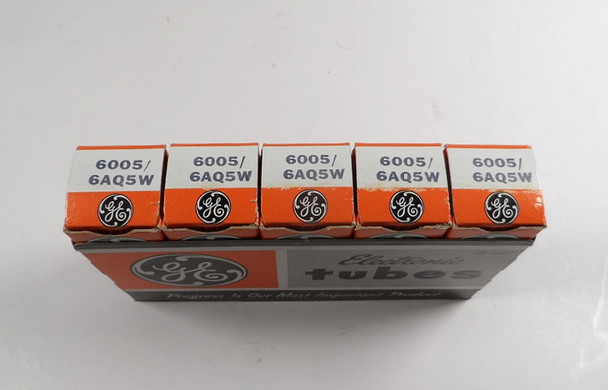 6005/
6AQ5W
GE
6005/
6AQ5W
GE
6005/
6AQ5W
GE
6005/
6AQ5W
GE
6005/
6AQ5W
GE
GE
Electronic
tubes
Progress Is Our Most Important Product